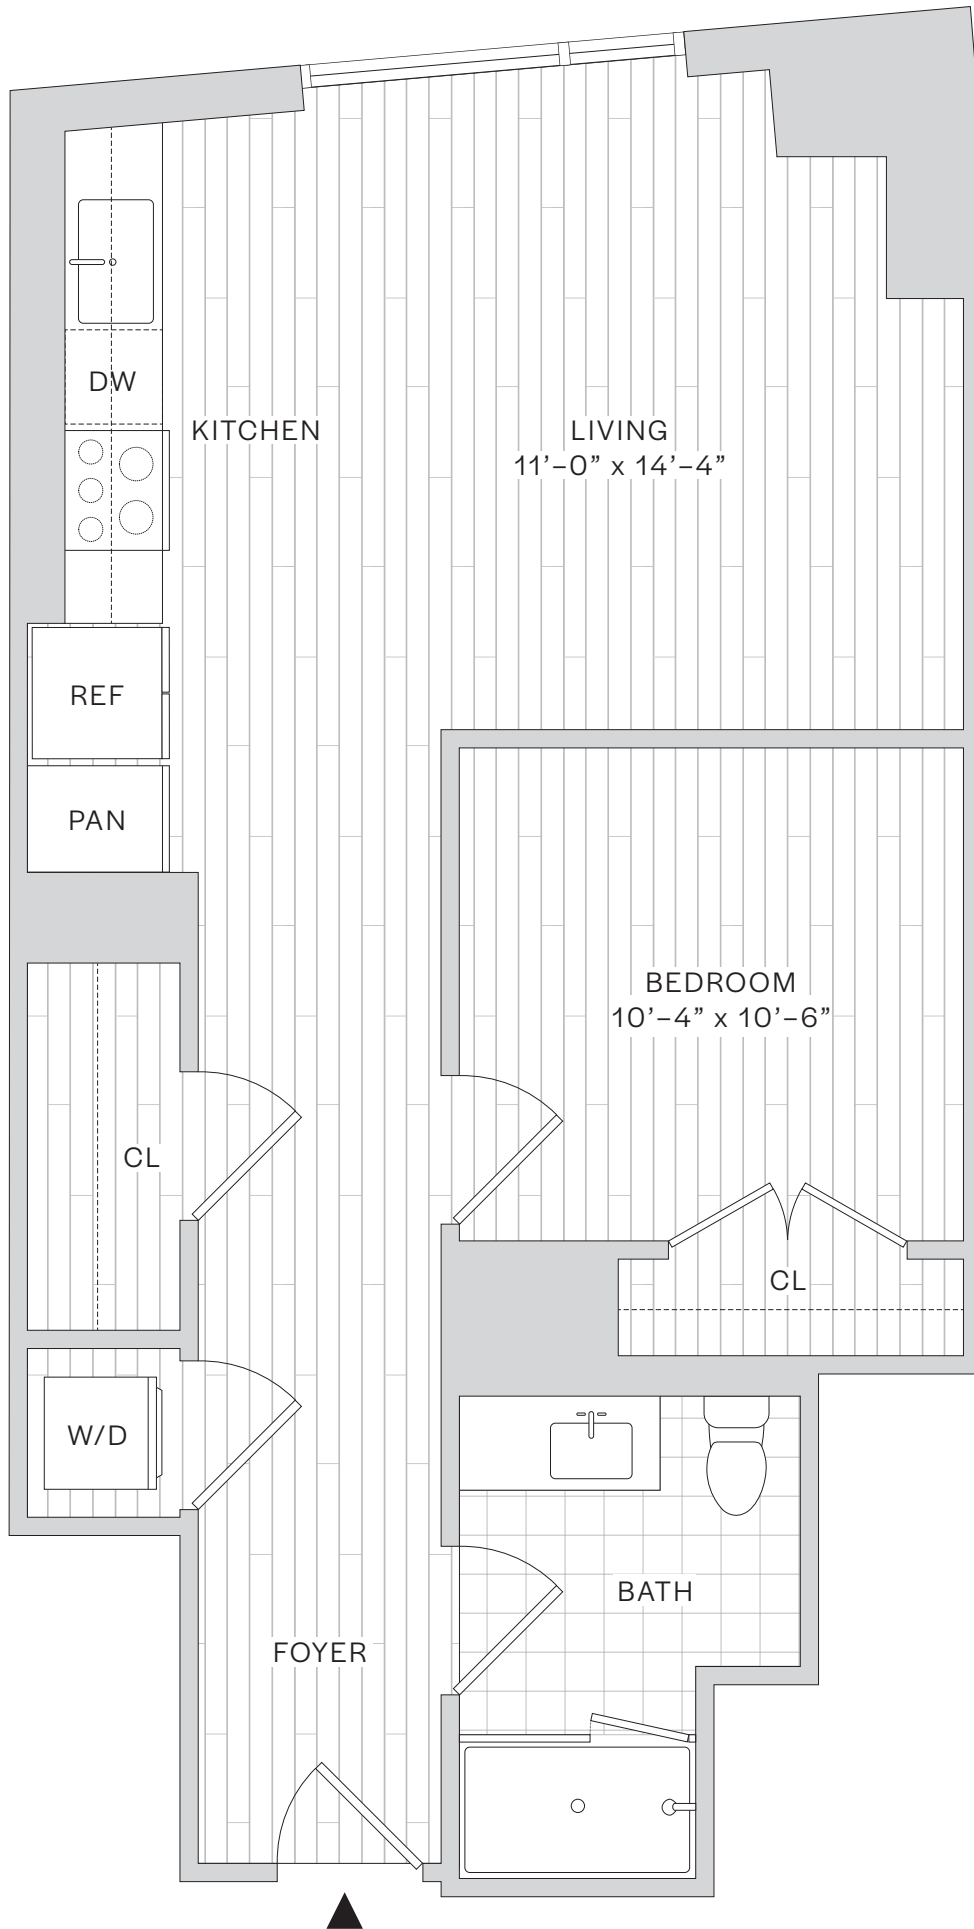 DW
KITCHEN
LIVING
11’–0” x 14’–4”
REF
PAN
BEDROOM
10’–4” x 10’–6”
CL
CL
W/D
BATH
FOYER